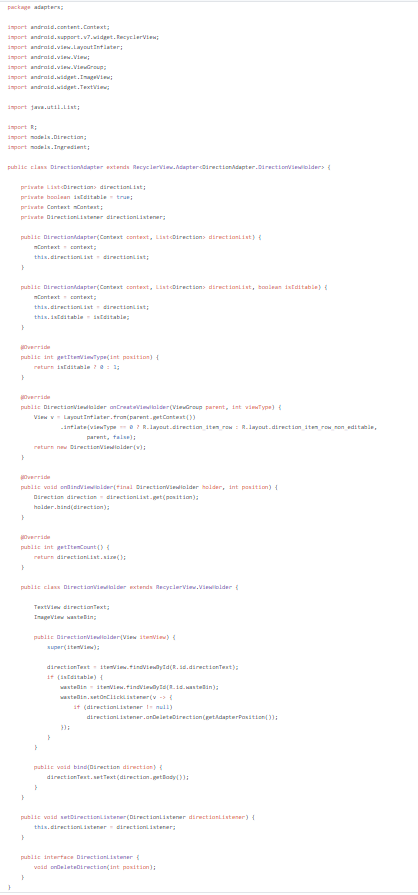 package adapters;

import android.content.Context;
import android.support.v7.widget.RecyclerView;
import android.view.LayoutInflater;
import android.view.View;
import android.view.ViewGroup;
import android.widget.ImageView;
import android.widget.TextView;

import java.util.List;

import R;
import models.Direction;
import models.Ingredient;

public class DirectionAdapter extends RecyclerView.Adapter<DirectionAdapter.DirectionViewHolder> {

    private List<Direction> directionList;
    private boolean isEditable = true;
    private Context mContext;
    private DirectionListener directionListener;

    public DirectionAdapter(Context context, List<Direction> directionList) {
        mContext = context;
        this.directionList = directionList;
    }

    public DirectionAdapter(Context context, List<Direction> directionList, boolean isEditable) {
        mContext = context;
        this.directionList = directionList;
        this.isEditable = isEditable;
    }

    @Override
    public int getItemViewType(int position) {
        return isEditable ? 0 : 1;
    }

    @Override
    public DirectionViewHolder onCreateViewHolder(ViewGroup parent, int viewType) {
        View v = LayoutInflater.from(parent.getContext())
                .inflate(viewType == 0 ? R.layout.direction_item_row : R.layout.direction_item_row_non_editable,
                        parent, false);
        return new DirectionViewHolder(v);
    }

    @Override
    public void onBindViewHolder(final DirectionViewHolder holder, int position) {
        Direction direction = directionList.get(position);
        holder.bind(direction);
    }

    @Override
    public int getItemCount() {
        return directionList.size();
    }

    public class DirectionViewHolder extends RecyclerView.ViewHolder {

        TextView directionText;
        ImageView wasteBin;

        public DirectionViewHolder(View itemView) {
            super(itemView);

            directionText = itemView.findViewById(R.id.directionText);
            if (isEditable) {
                wasteBin = itemView.findViewById(R.id.wasteBin);
                wasteBin.setOnClickListener(v -> {
                    if (directionListener != null)
                        directionListener.onDeleteDirection(getAdapterPosition());
                });
            }
        }

        public void bind(Direction direction) {
            directionText.setText(direction.getBody());
        }
    }

    public void setDirectionListener(DirectionListener directionListener) {
        this.directionListener = directionListener;
    }

    public interface DirectionListener {
        void onDeleteDirection(int position);
    }
}